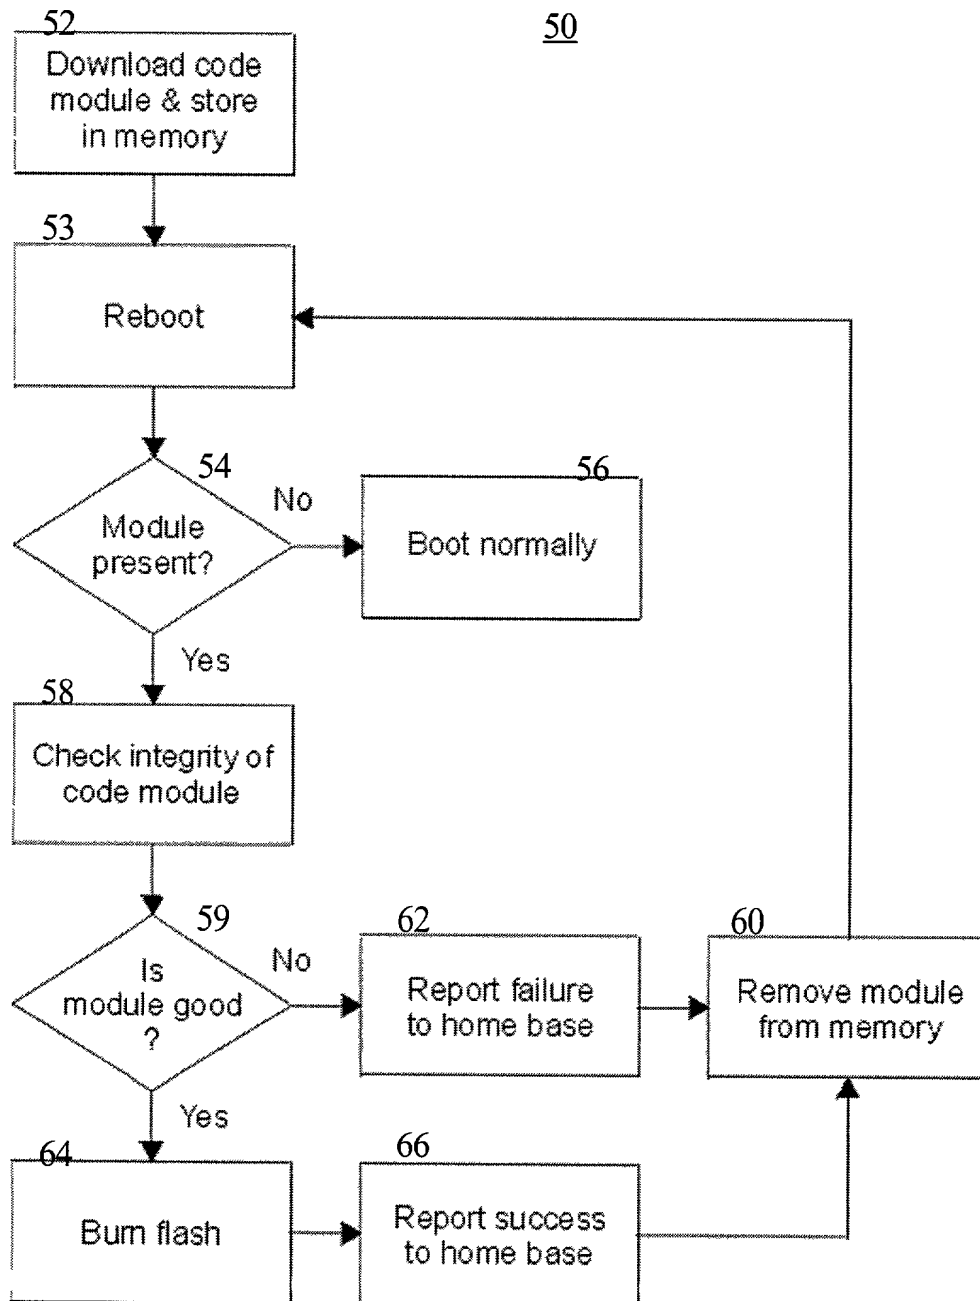 50
52
Download code
module & store
in memory
53
Reboot
54
Module
present?
No
56
Boot normally
Yes
58
Check integrity of
code module
59
Is
module good
?
No
62
Report failure
to home base
60
Remove module
from memory
Yes
64
Burn flash
66
Report success
to home base